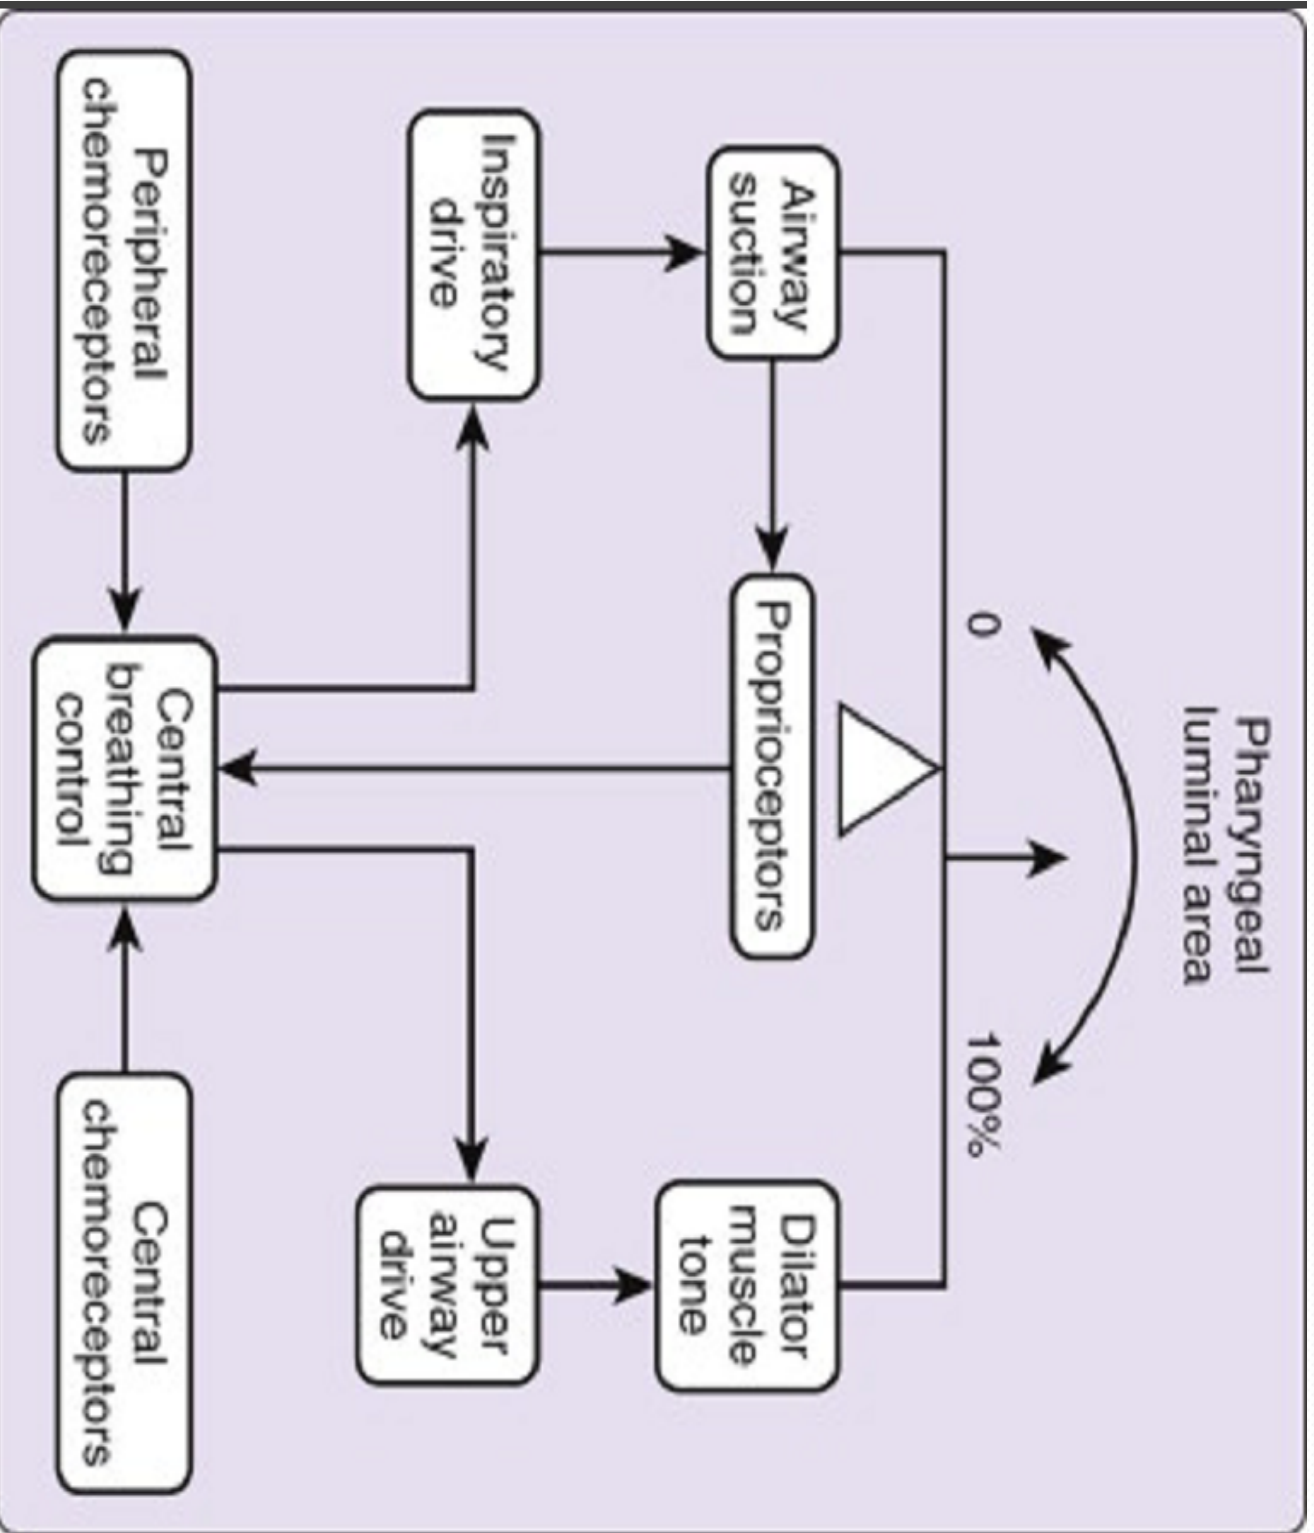 Pharyngeal
luminal area
0
100%
Airway
suction
Proprioceptors
Dilator
muscle
tone
Inspiratory
drive
Upper
airway
drive
Peripheral
chemoreceptors
Central
breathing
control
Central
chemoreceptors